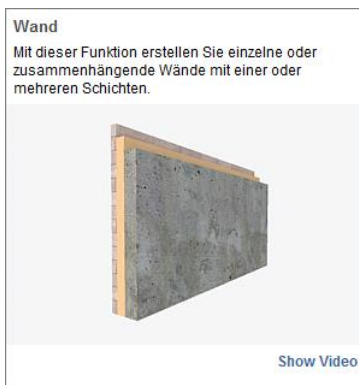 Wand
Mit dieser Funktion erstellen Sie einzelne oder
zusammenhängende Wände mit einer oder
mehreren Schichten.
Show Video